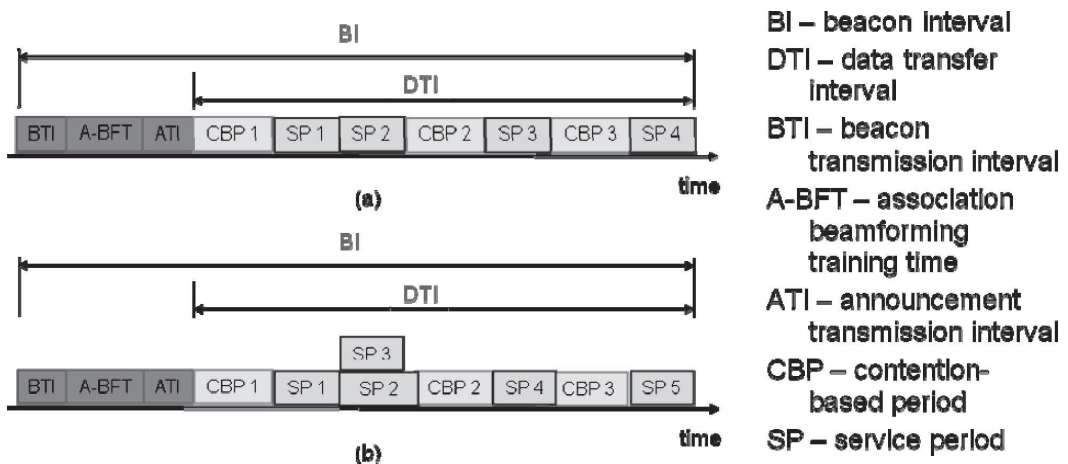 BI
DTI
BTI A-BFT ATI CBP 1 SP 1 SP 2 CBP 2 SP 3 CBP 3 SP 4
time
(a)
BI
DTI
SP 3
BTI A-BFT ATI CBP 1 SP 1 SP 2 CBP 2 SP 4 CBP 3 SP 5
time
(b)
BI – beacon interval
DTI – data transfer
interval
BTI – beacon
transmission interval
A-BFT – association
beamforming
training time
ATI – announcement
transmission interval
CBP – contention-
based period
SP – service period